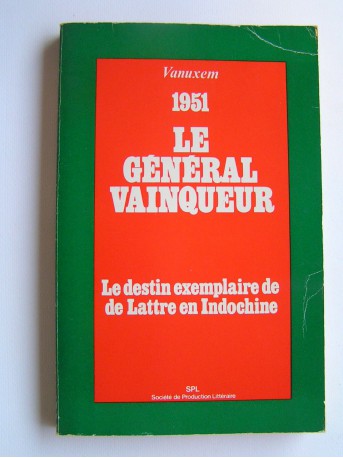 Vanuxem
1951
LE
GÉNÉRAL
VAINQUEUR
Le destin exemplaire de
de Lattre en Indochine
SPL
Société de Production Littéraire